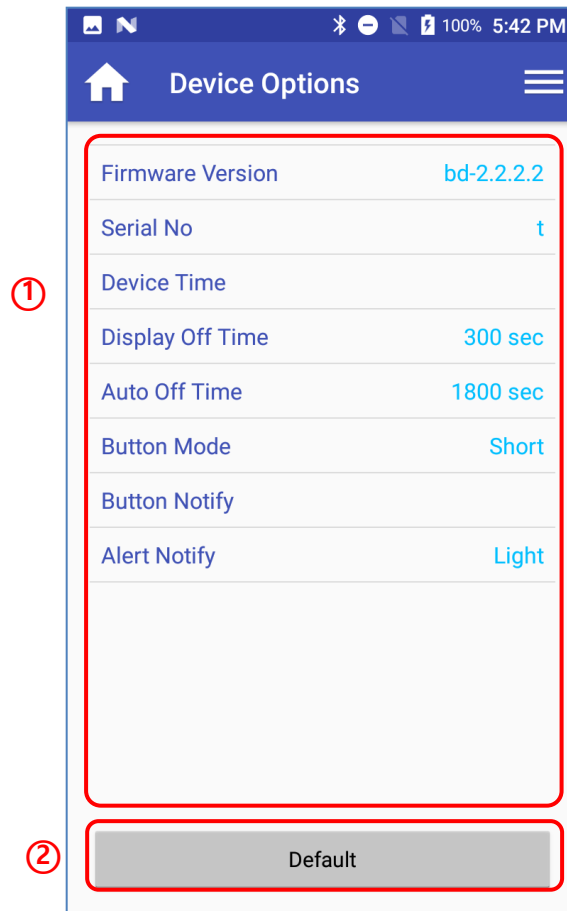 100% 5:42 PM
Device Options
Firmware Version bd-2.2.2.2
Serial No t
① Device Time
Display Off Time 300 sec
Auto Off Time 1800 sec
Button Mode Short
Button Notify
Alert Notify Light
② Default